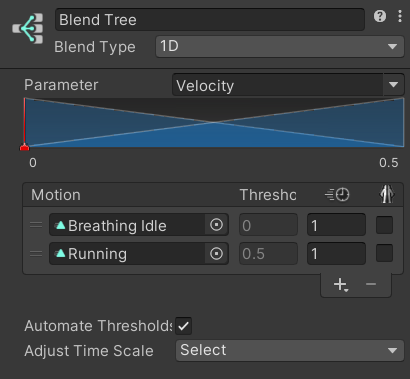 Blend Tree
Blend Type 1D
Parameter Velocity
0 0.5
Motion Threshc
Breathing Idle 0 1
Running 0.5 1
Automate Thresholds
Adjust Time Scale Select